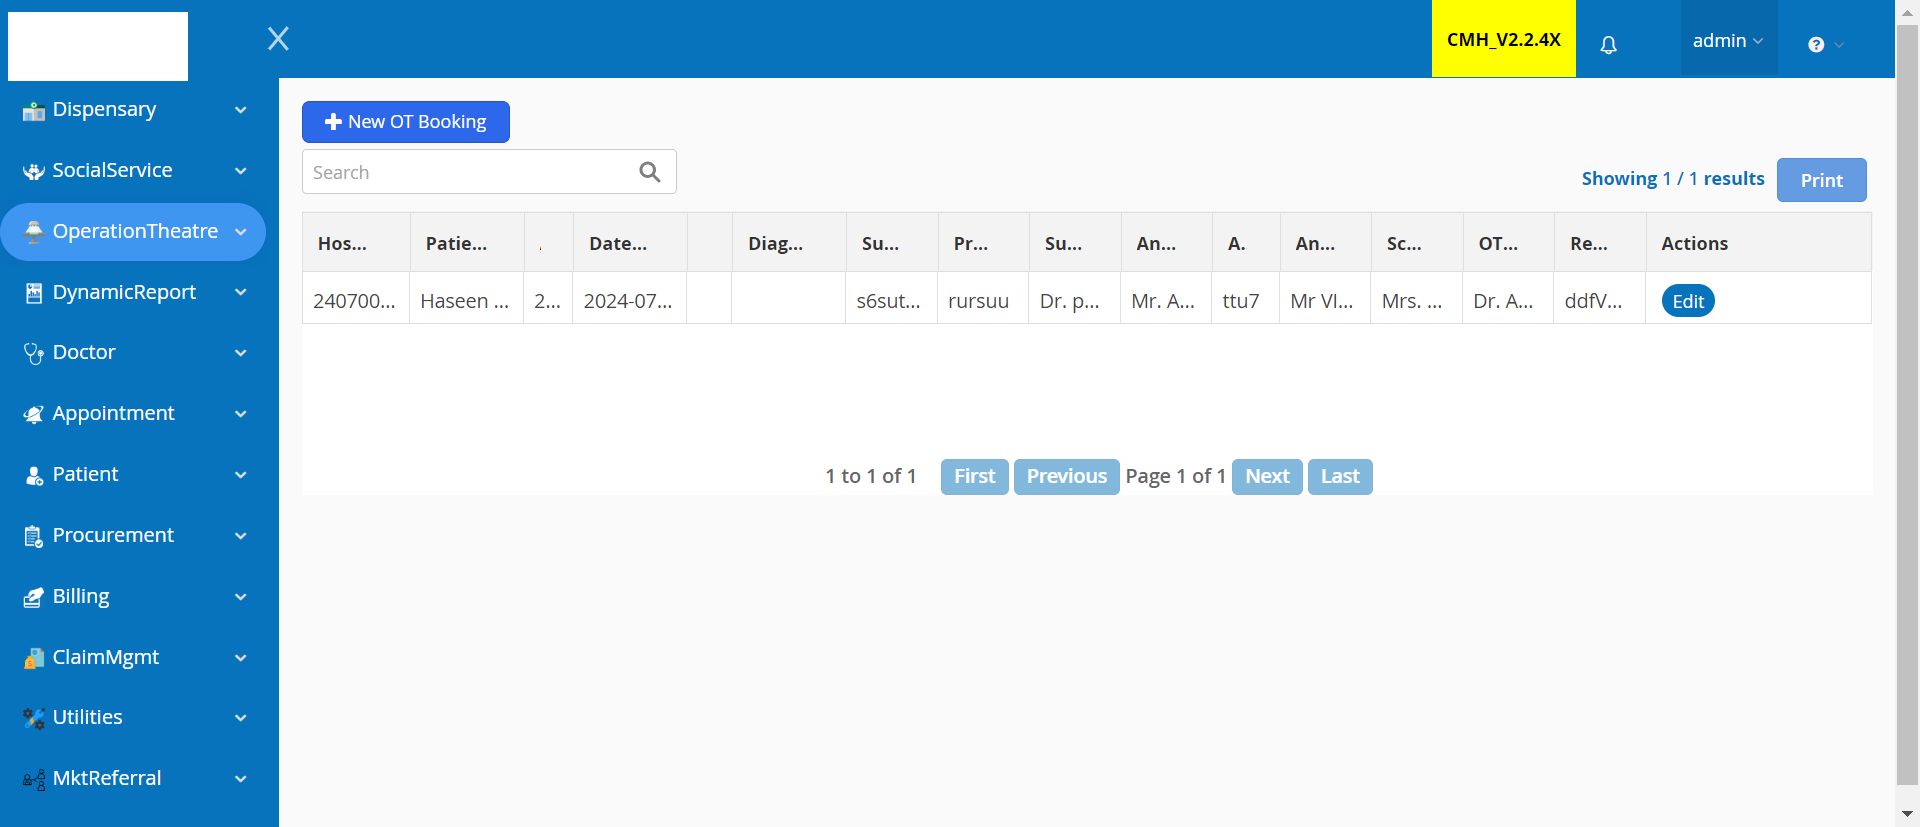 CMH_V2.2.4X
admin
Dispensary
SocialService
OperationTheatre
DynamicReport
Doctor
Appointment
Patient
Procurement
Billing
ClaimMgmt
Utilities
MktReferral
New OT Booking
Search
Showing 1 / 1 results
Print
Hos... Patie... Date... Diag... Su... Pr... Su... An... A. An... Sc... OT... Re... Actions
240700... Haseen ... 2... 2024-07... s6sut... rursuu Dr. p... Mr. A... ttu7 Mr VI... Mrs. ... Dr. A... ddfV... Edit
1 to 1 of 1 First Previous Page 1 of 1 Next Last